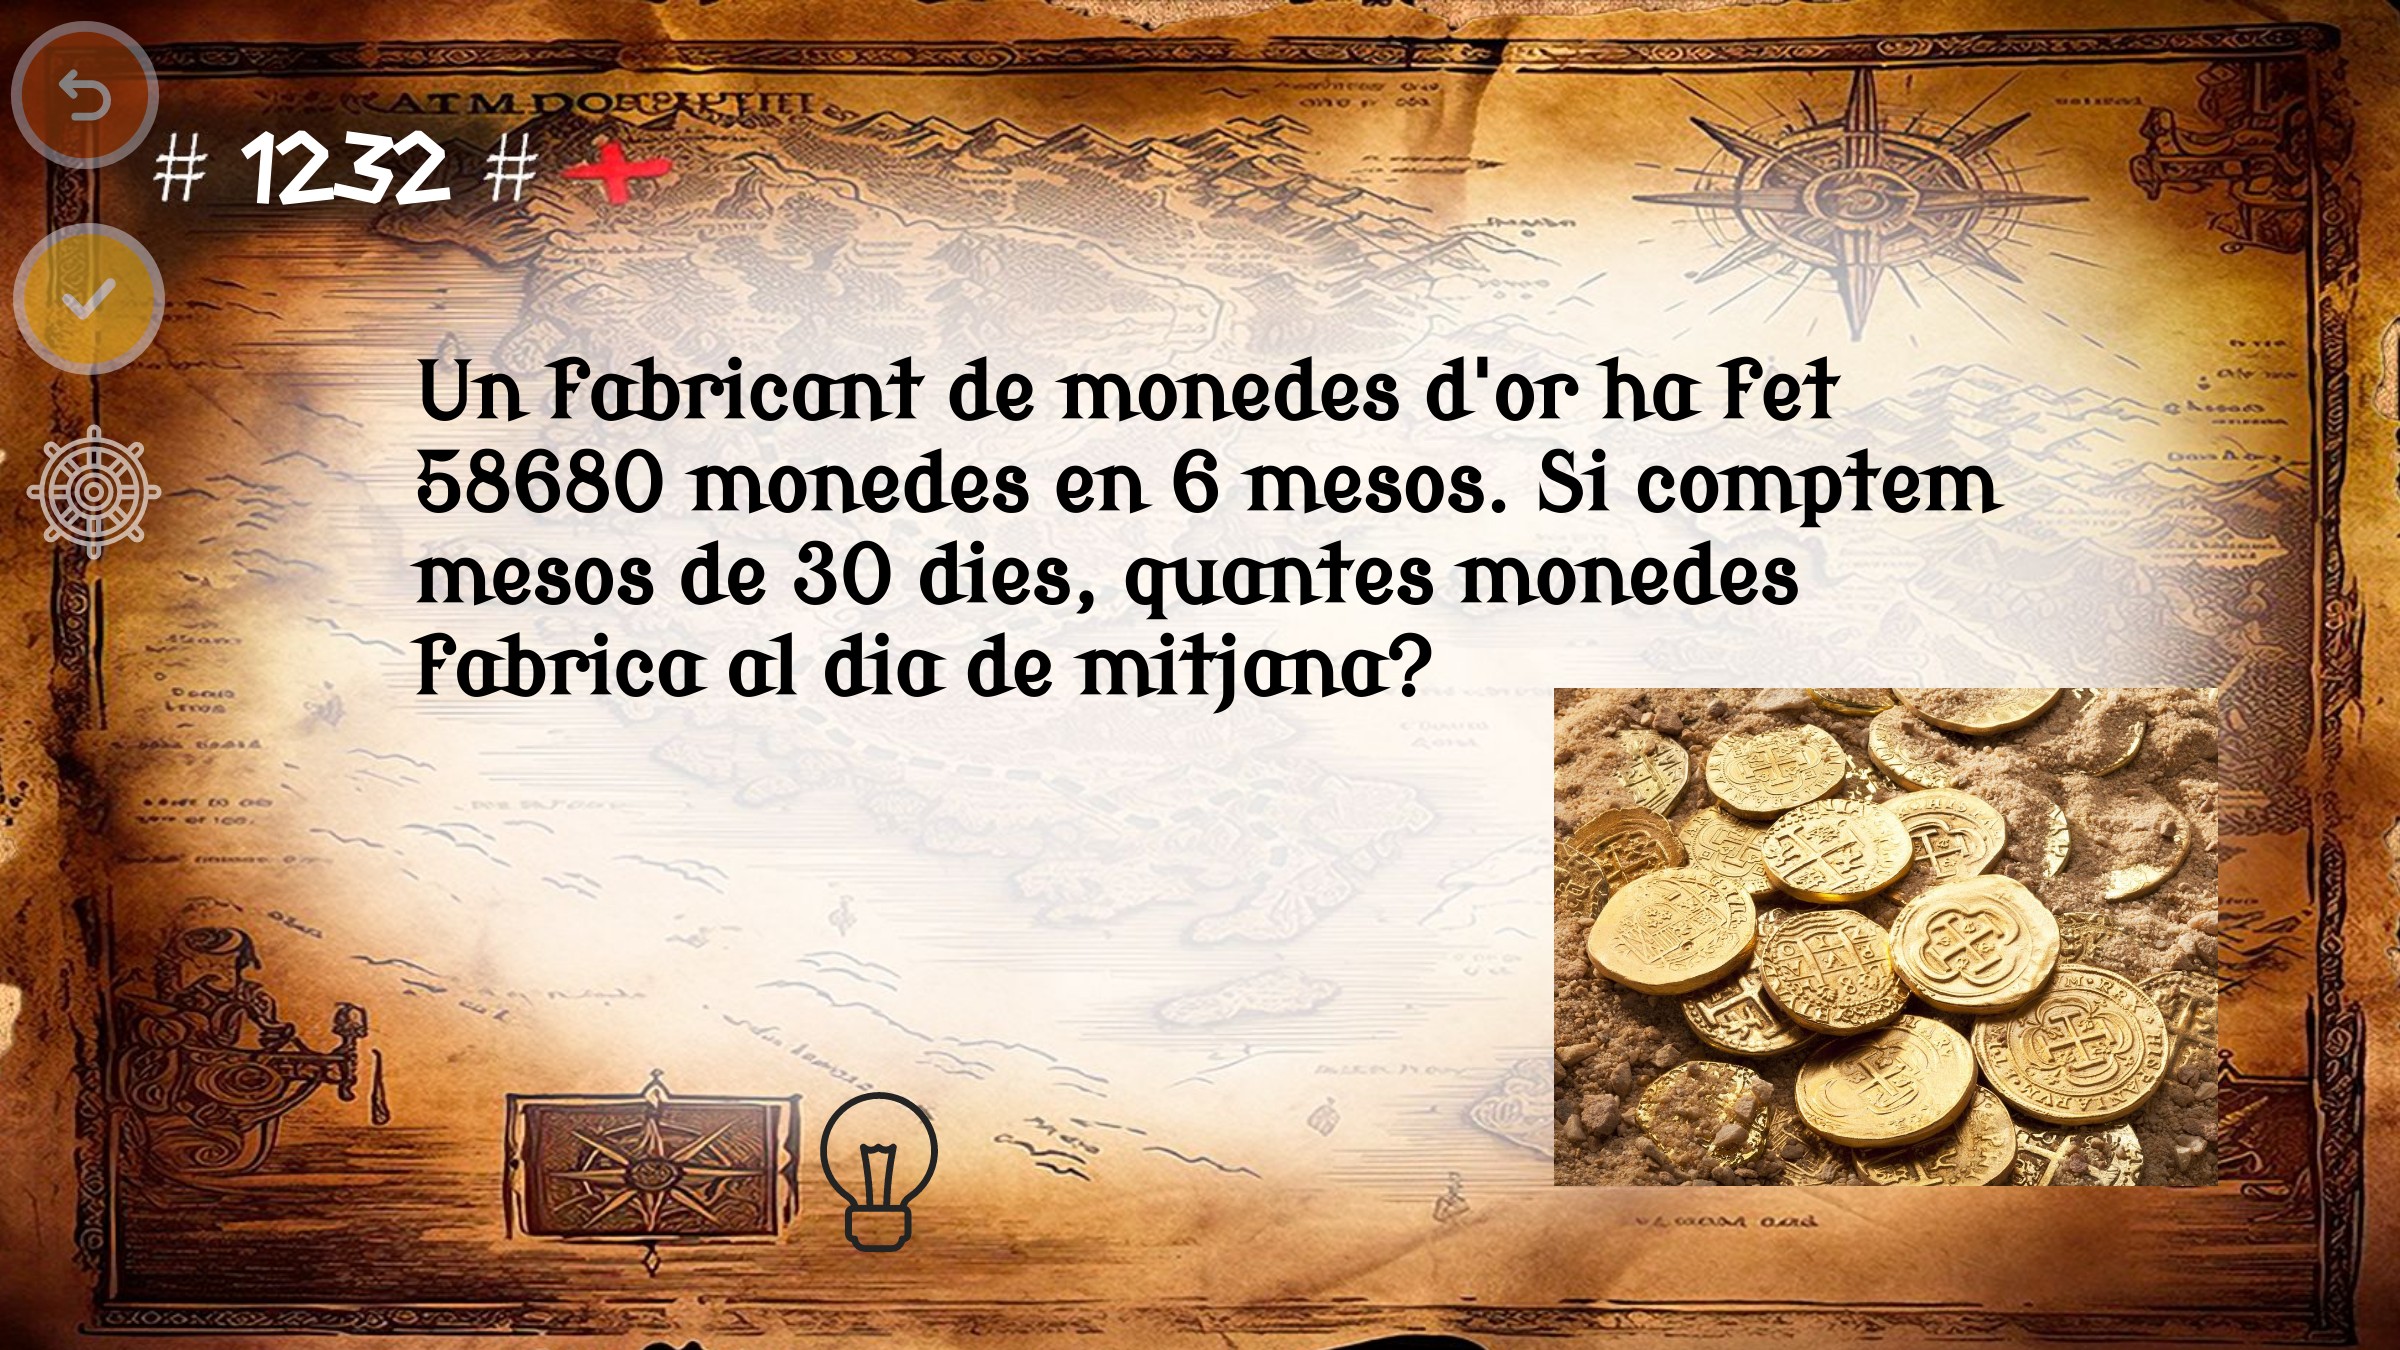 # 1232 #
Un fabricant de monedes d'or ha fet
58680 monedes en 6 mesos. Si comptem
mesos de 30 dies, quantes monedes
fabrica al dia de mitjana?